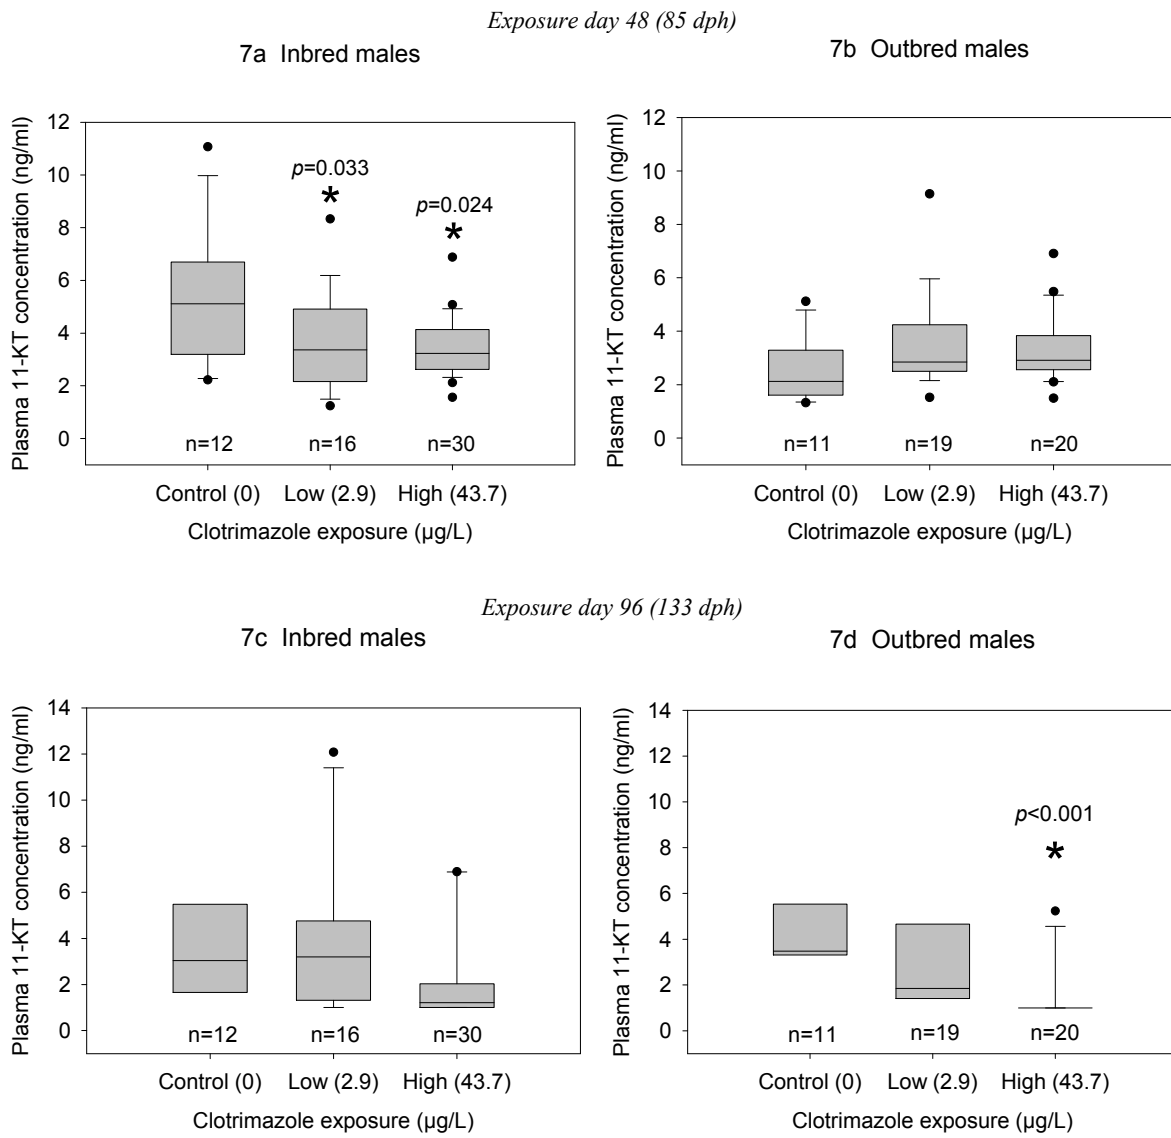 Exposure day 48 (85 dph)
7a Inbred males
7b Outbred males
Plasma 11-KT concentration (ng/ml)
12
10
8
6
4
2
0
p=0.033
*
p=0.024
*
n=12 n=16 n=30
Control (0) Low (2.9) High (43.7)
Clotrimazole exposure (µg/L)
Plasma 11-KT concentration (ng/ml)
12
10
8
6
4
2
0
n=11 n=19 n=20
Control (0) Low (2.9) High (43.7)
Clotrimazole exposure (µg/L)
Exposure day 96 (133 dph)
7c Inbred males
7d Outbred males
Plasma 11-KT concentration (ng/ml)
14
12
10
8
6
4
2
0
n=12 n=16 n=30
Control (0) Low (2.9) High (43.7)
Clotrimazole exposure (µg/L)
Plasma 11-KT concentration (ng/ml)
14
12
10
8
6
4
2
0
p<0.001
*
n=11 n=19 n=20
Control (0) Low (2.9) High (43.7)
Clotrimazole exposure (µg/L)